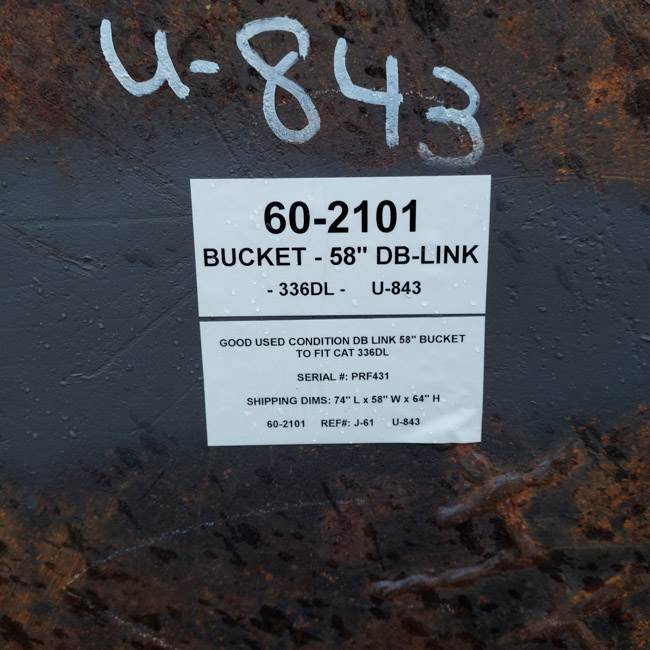 U-843
60-2101
BUCKET - 58" DB-LINK
- 336DL - U-843
GOOD USED CONDITION DB LINK 58" BUCKET
TO FIT CAT 336DL
SERIAL #: PRF431
SHIPPING DIMS: 74" L x 58" W x 64" H
60-2101 REF#: J-61 U-843